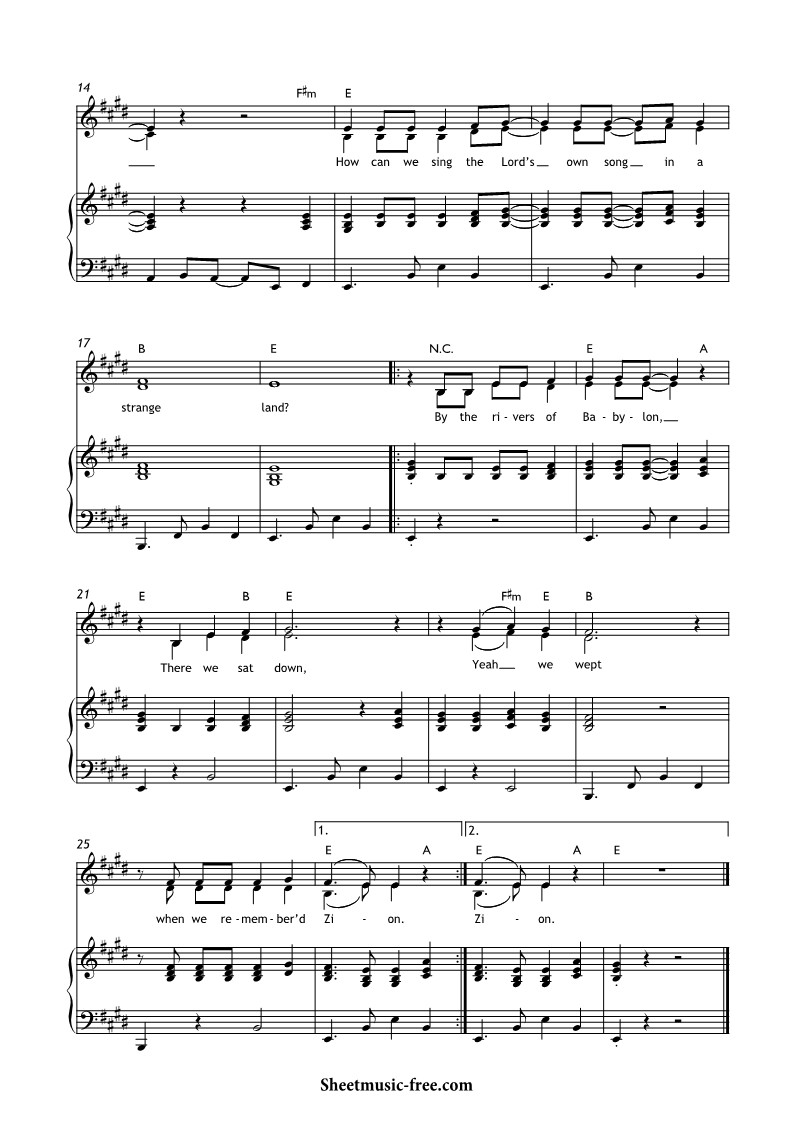 14
F♯m E
How can we sing the Lord's own song in a
17
B E N.C. E A
strange land? By the ri - vers of Ba - by - lon,
21
E B E F♯m E B
There we sat down, Yeah we wept
1. 2.
25
E A E A E
when we re - mem - ber'd Zi - on. Zi - on.
Sheetmusic-free.com